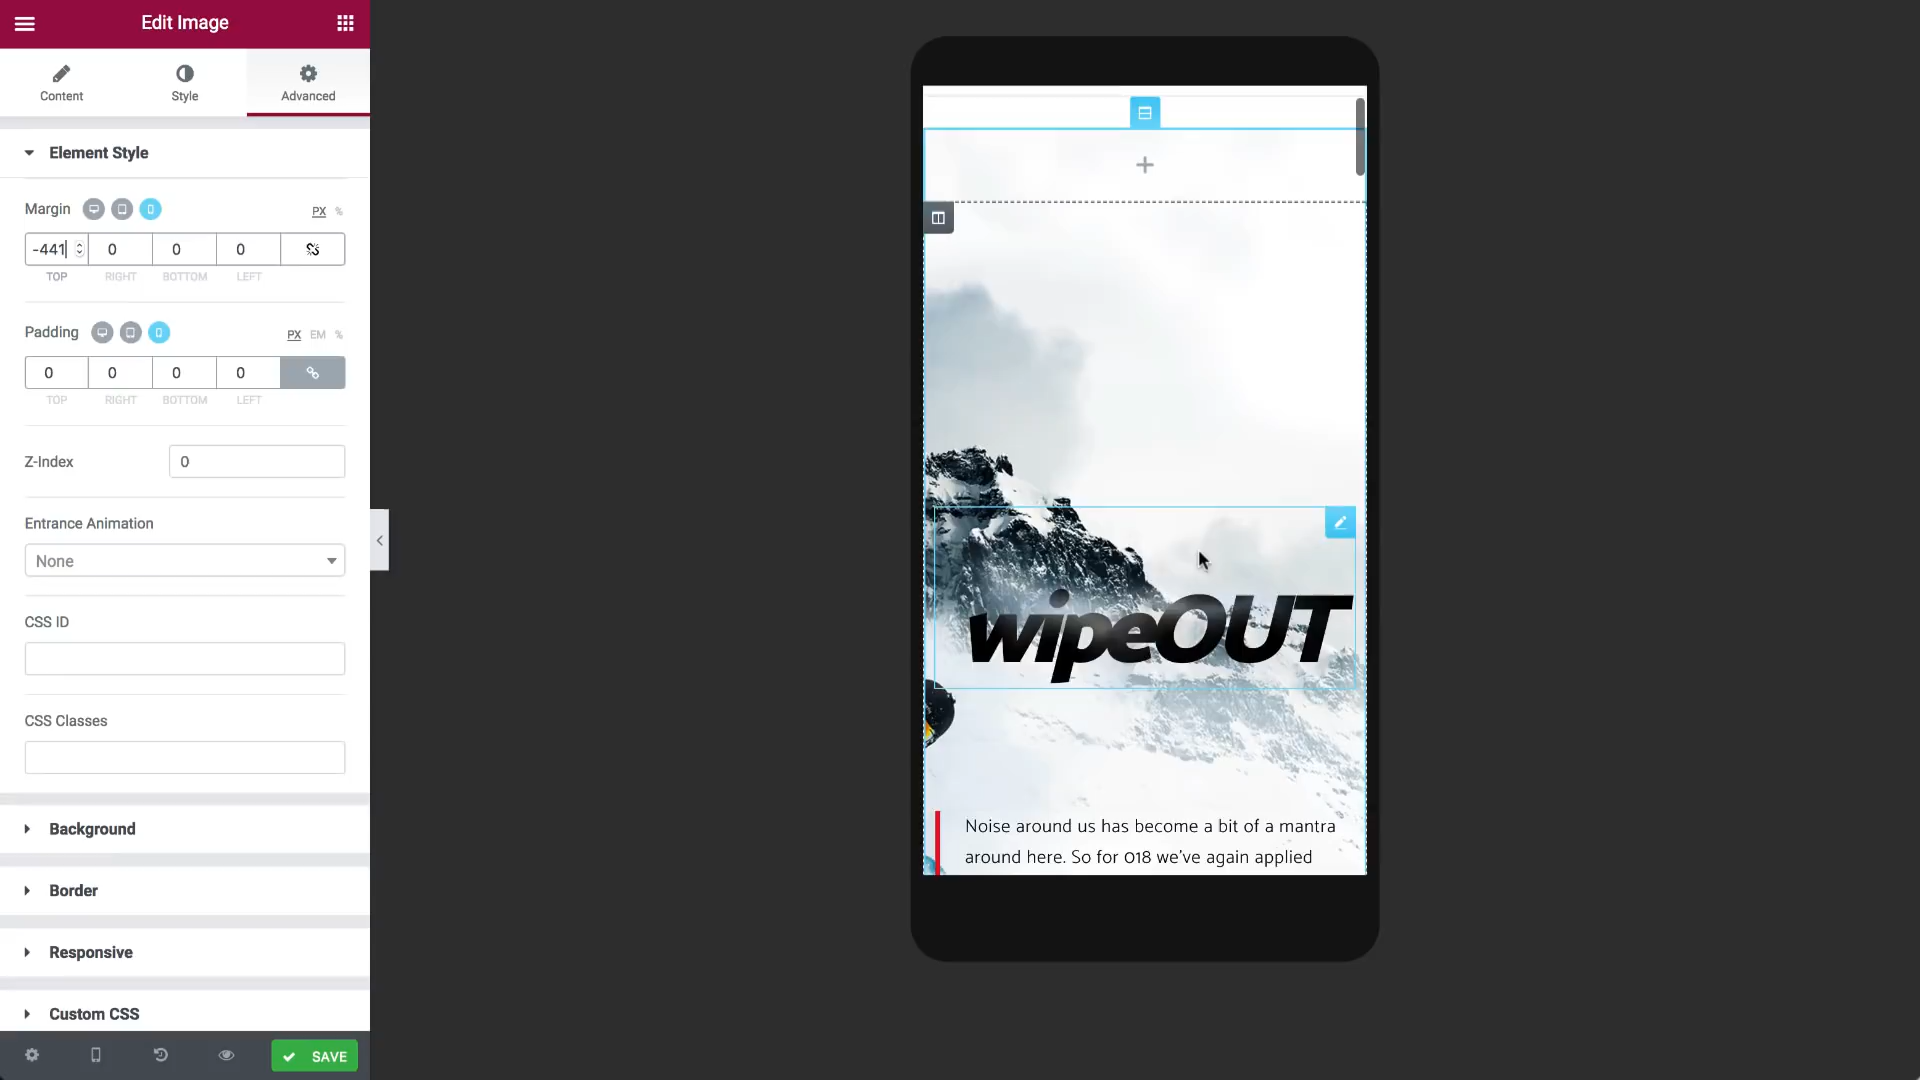 Edit Image
Content
Style
Advanced
Element Style
Margin
PX %
-441 0 0 0
TOP RIGHT BOTTOM LEFT
Padding
PX EM %
0 0 0 0
TOP RIGHT BOTTOM LEFT
Z-Index
0
Entrance Animation
None
CSS ID
CSS Classes
Background
Border
Responsive
Custom CSS
SAVE
wipeOUT
Noise around us has become a bit of a mantra
around here. So for 018 we've again applied